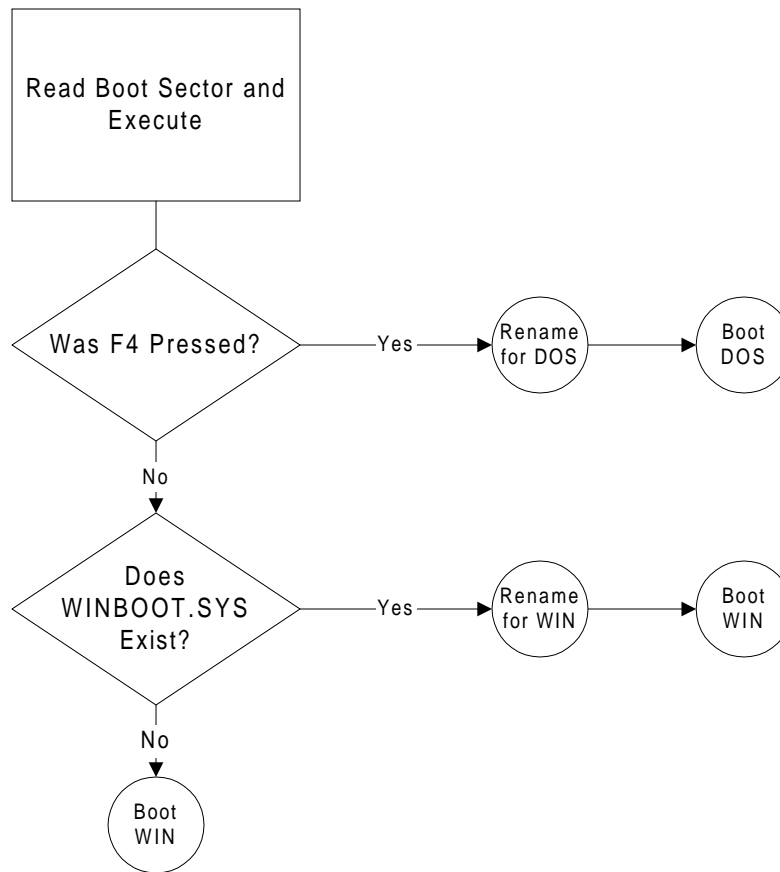 Read Boot Sector and
Execute
Was F4 Pressed?
Yes
Rename
for DOS
Boot
DOS
No
Does
WINBOOT.SYS
Exist?
Yes
Rename
for WIN
Boot
WIN
No
Boot
WIN